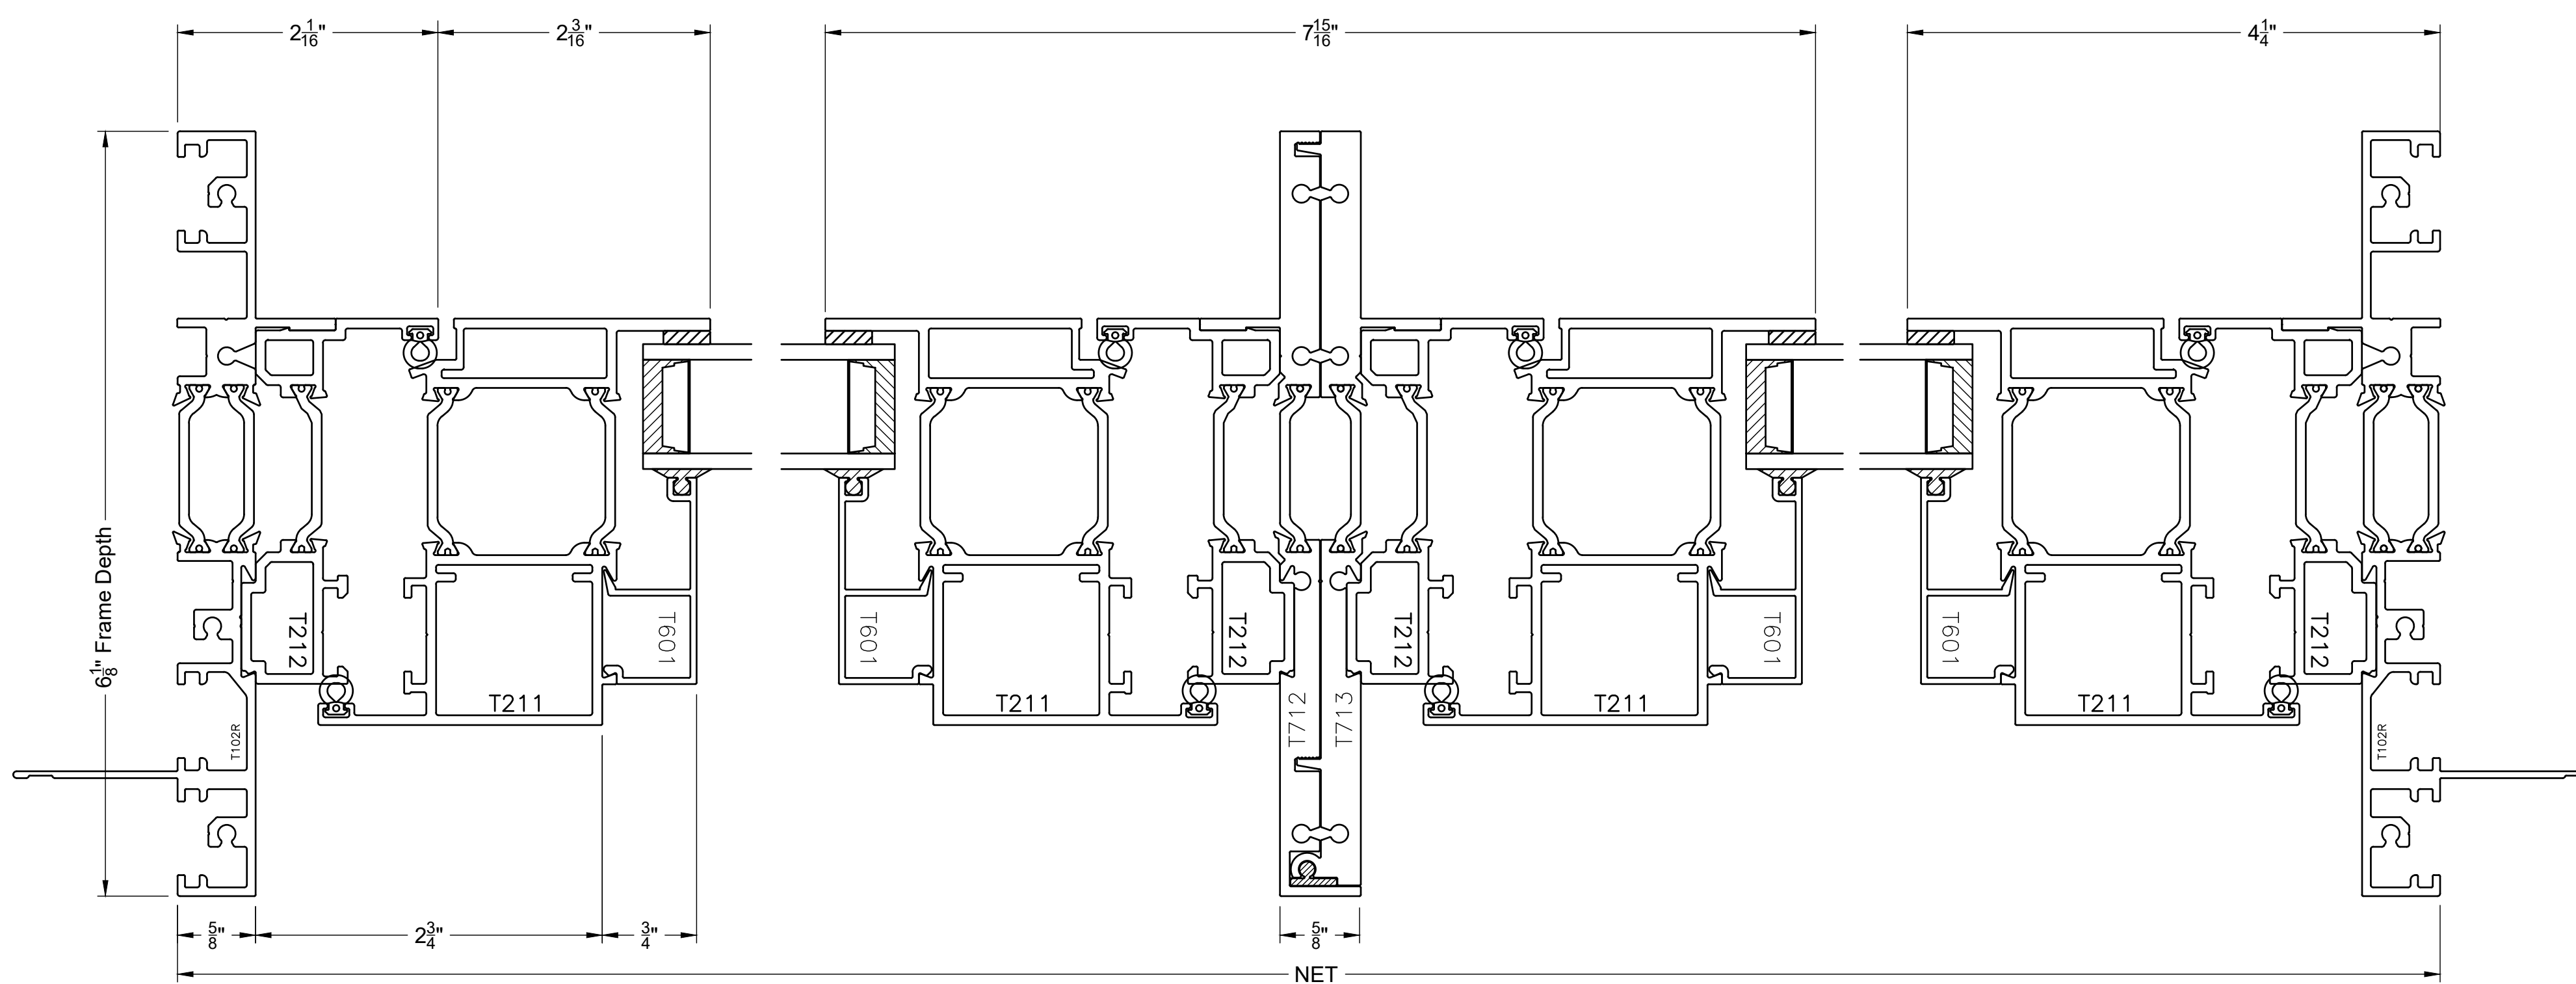 2 1/16"
2 3/16"
7 15/16"
4 1/4"
6 1/8" Frame Depth
T212
T601
T601
T212
T212
T601
T601
T212
T211
T211
T712
T713
T211
T211
T102R
T102R
5/8"
2 3/4"
3/4"
5/8"
NET